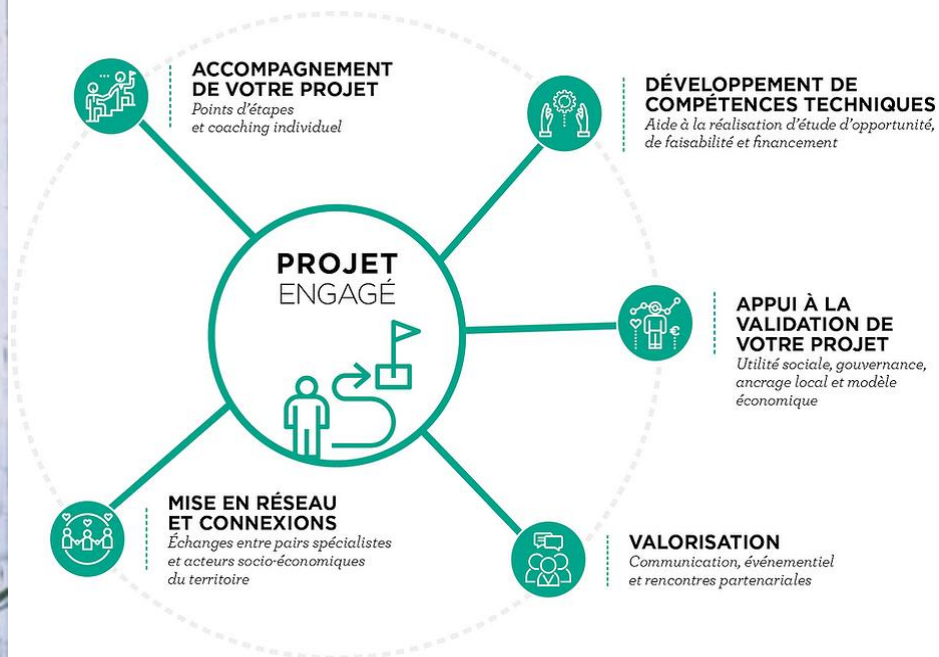 ACCOMPAGNEMENT
DE VOTRE PROJET
Points d'étapes
et coaching individuel
DÉVELOPPEMENT DE
COMPÉTENCES TECHNIQUES
Aide à la réalisation d'étude d'opportunité,
de faisabilité et financement
PROJET
ENGAGÉ
APPUI À LA
VALIDATION DE
VOTRE PROJET
Utilité sociale, gouvernance,
ancrage local et modèle
économique
€
MISE EN RÉSEAU
ET CONNEXIONS
Échanges entre pairs spécialistes
et acteurs socio-économiques
du territoire
VALORISATION
Communication, événementiel
et rencontres partenariales